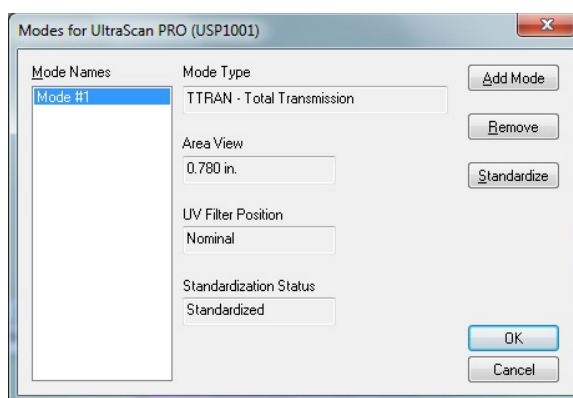 Modes for UltraScan PRO (USP1001)
Mode Names
Mode #1
Mode Type
TTRAN - Total Transmission
Area View
0.780 in.
UV Filter Position
Nominal
Standardization Status
Standardized
Add Mode
Remove
Standardize
OK
Cancel